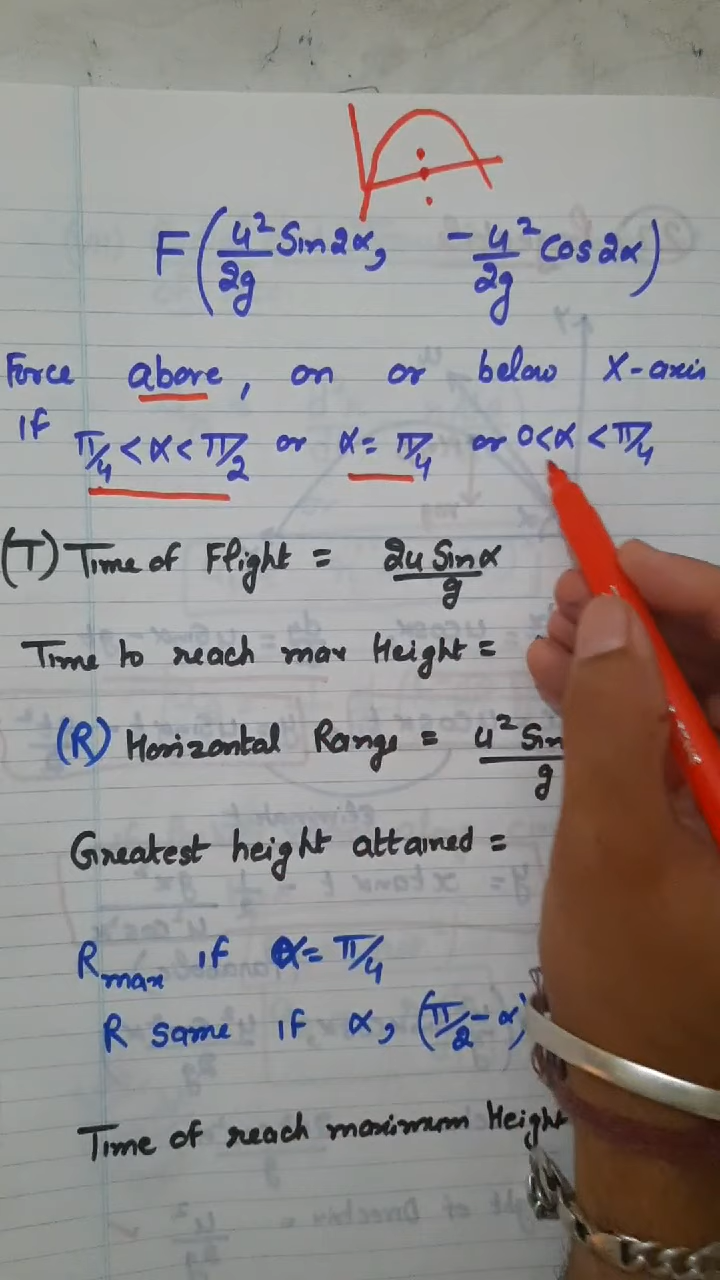 F(u²/2g Sin2α, -u²/2g cos2α)
Force above, on or below X-axis
if π/4 < α < π/2 or α = π/4 or 0 < α < π/4
(T) Time of Flight = 2u Sinα/g
Time to reach max Height =
(R) Horizontal Range = u² Sin/g
Greatest height attained =
Rmax if α = π/4
R same if α, (π/2 - α)
Time of reach maximum Height